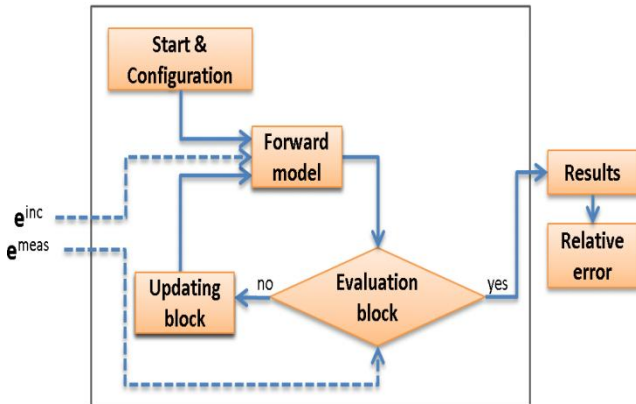 Start &
Configuration
Forward
model
Results
e^inc
e^meas
Relative
error
Updating
block
no
Evaluation
block
yes